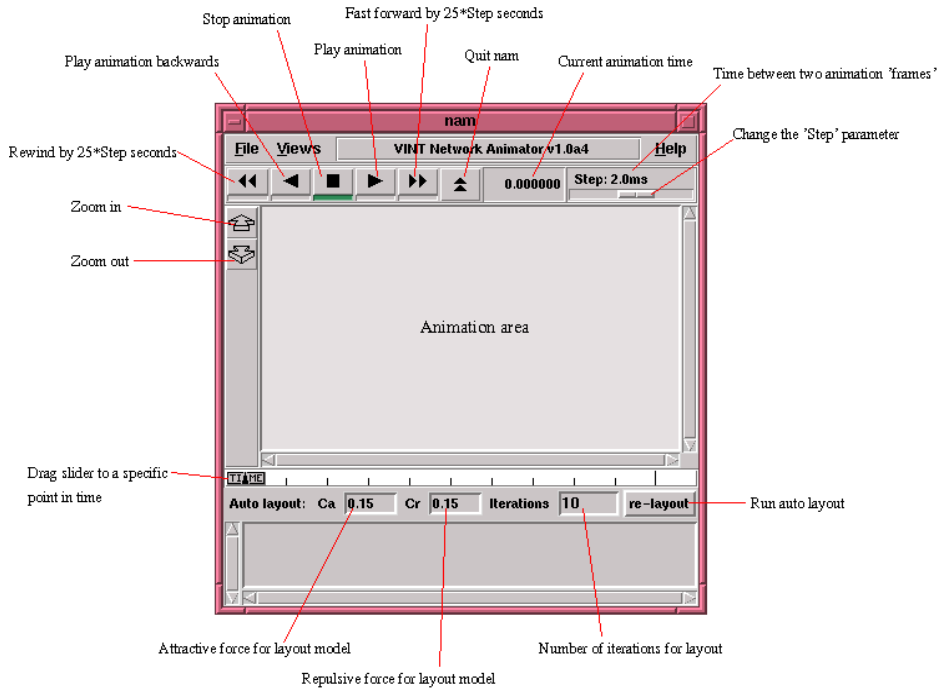 Fast forward by 25*Step seconds
Stop animation
Play animation
Quit nam
Play animation backwards
Current animation time
Time between two animation 'frames'
nam
Change the 'Step' parameter
File Views VINT Network Animator v1.0a4 Help
Rewind by 25*Step seconds
0.000000 Step: 2.0ms
Zoom in
Zoom out
Animation area
Drag slider to a specific
point in time
TIME
Auto layout: Ca 0.15 Cr 0.15 Iterations 10 re-layout
Run auto layout
Attractive force for layout model
Number of iterations for layout
Repulsive force for layout model